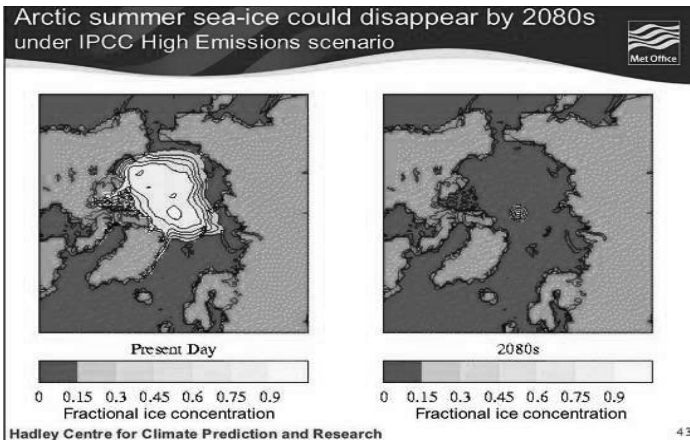 Arctic summer sea-ice could disappear by 2080s
under IPCC High Emissions scenario
Met Office
Present Day
2080s
0 0.15 0.3 0.45 0.6 0.75 0.9
Fractional ice concentration
0 0.15 0.3 0.45 0.6 0.75 0.9
Fractional ice concentration
Hadley Centre for Climate Prediction and Research
43